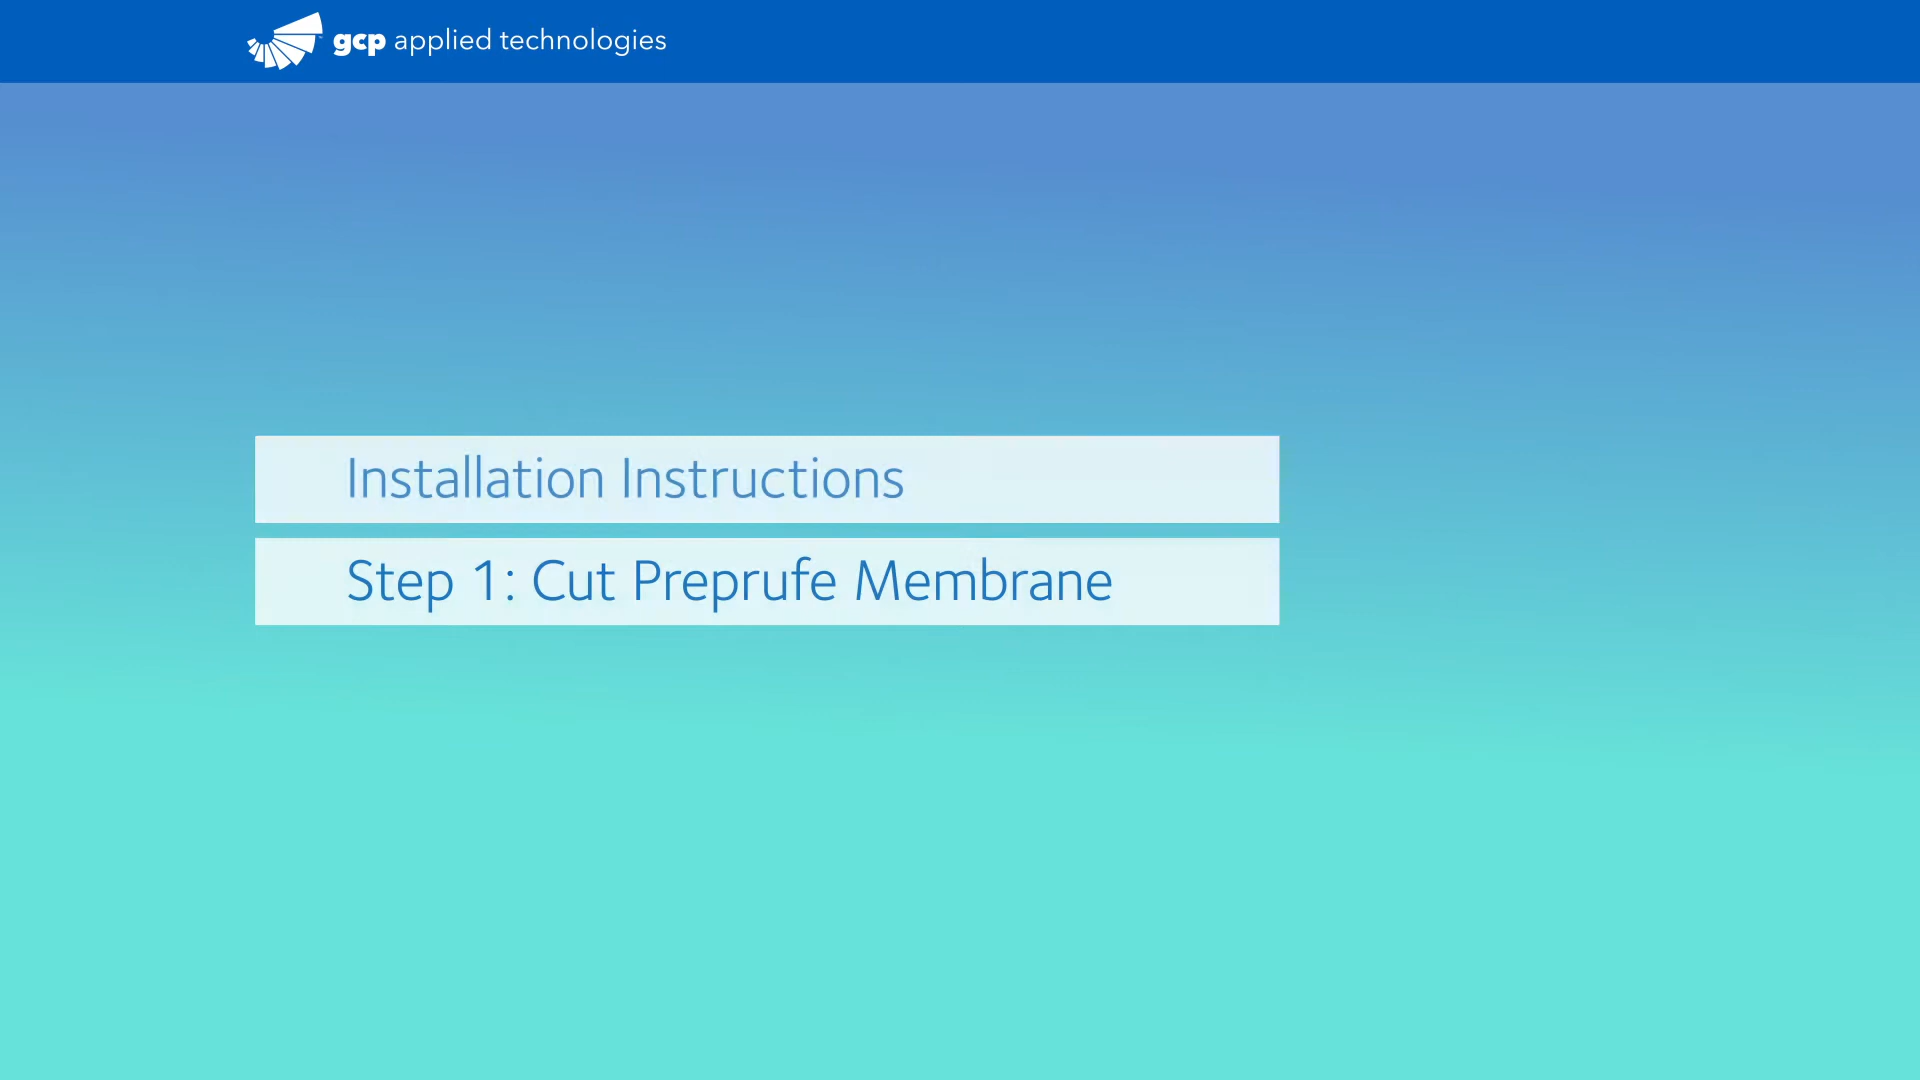 gcp applied technologies
Installation Instructions
Step 1: Cut Preprufe Membrane